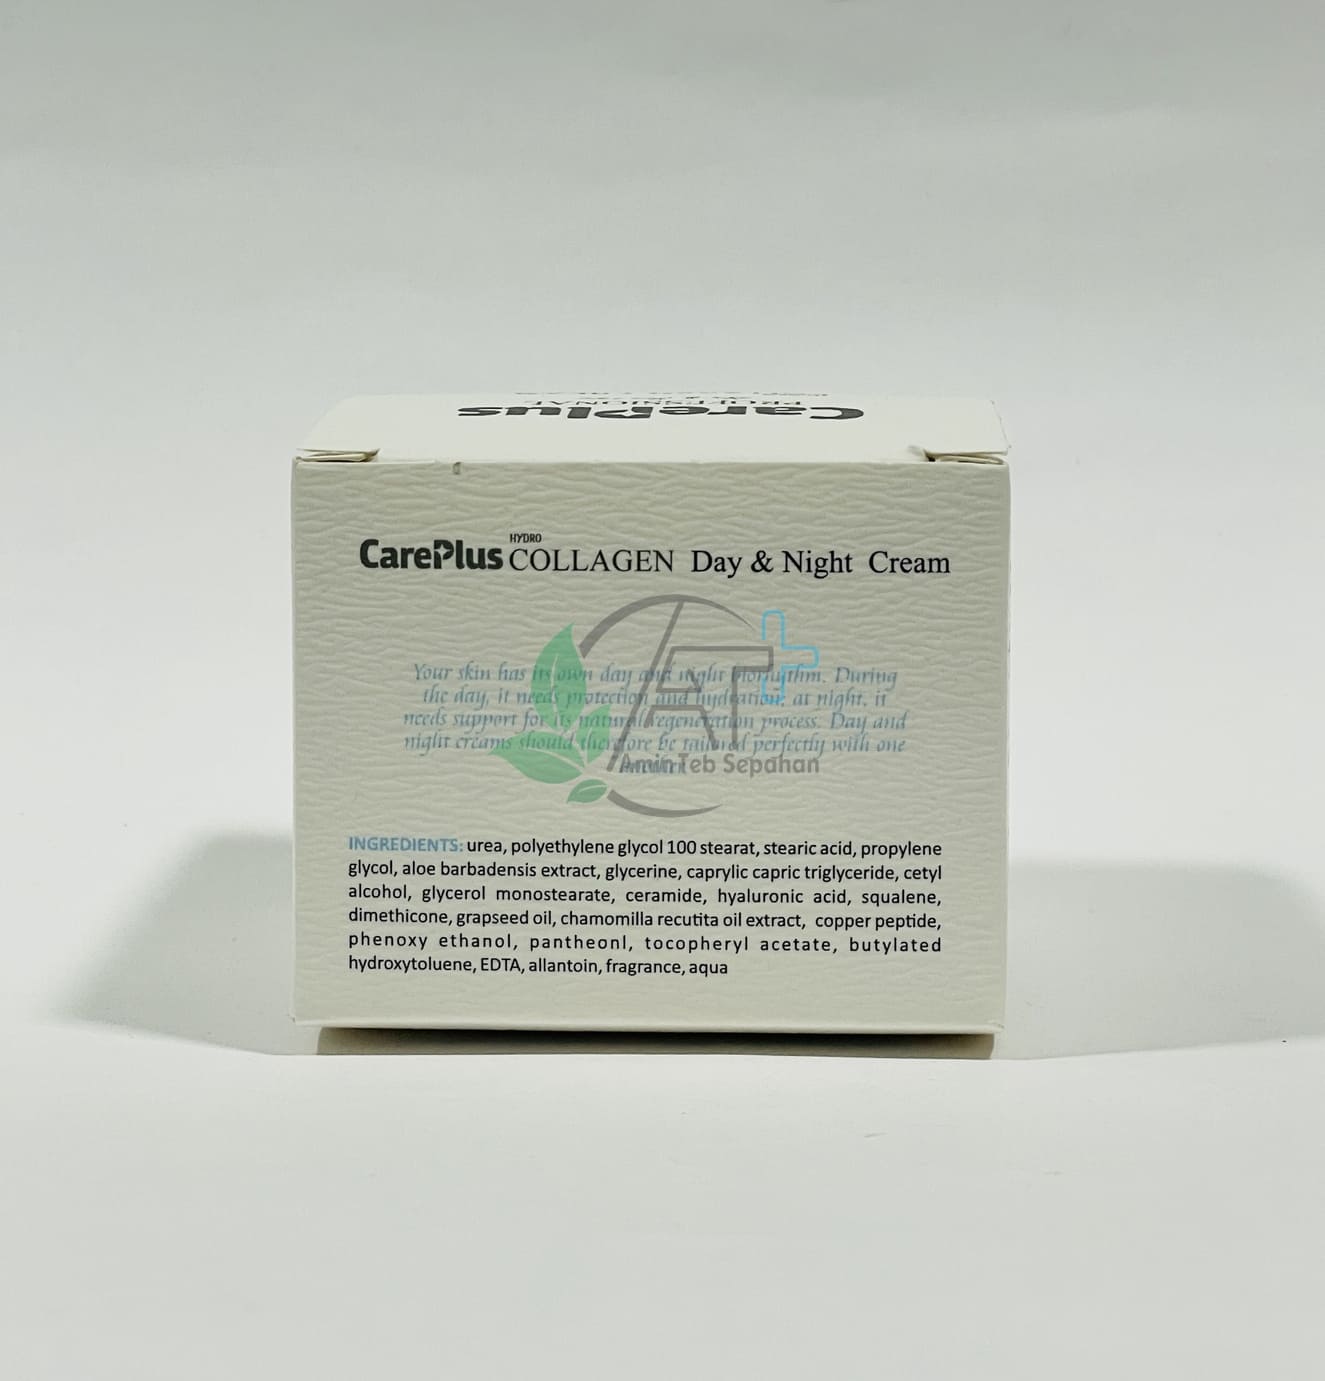 CarePlus
PROFESSIONAL
CarePlus HYDRO COLLAGEN Day & Night Cream
Your skin has its own day and night biorhythm. During
the day, it needs protection and hydration; at night, it
needs support for its natural regeneration process. Day and
night creams should therefore be tailored perfectly with one
AT+
Amin Teb Sepahan
INGREDIENTS: urea, polyethylene glycol 100 stearat, stearic acid, propylene
glycol, aloe barbadensis extract, glycerine, caprylic capric triglyceride, cetyl
alcohol, glycerol monostearate, ceramide, hyaluronic acid, squalene,
dimethicone, grapseed oil, chamomilla recutita oil extract, copper peptide,
phenoxy ethanol, pantheonl, tocopheryl acetate, butylated
hydroxytoluene, EDTA, allantoin, fragrance, aqua